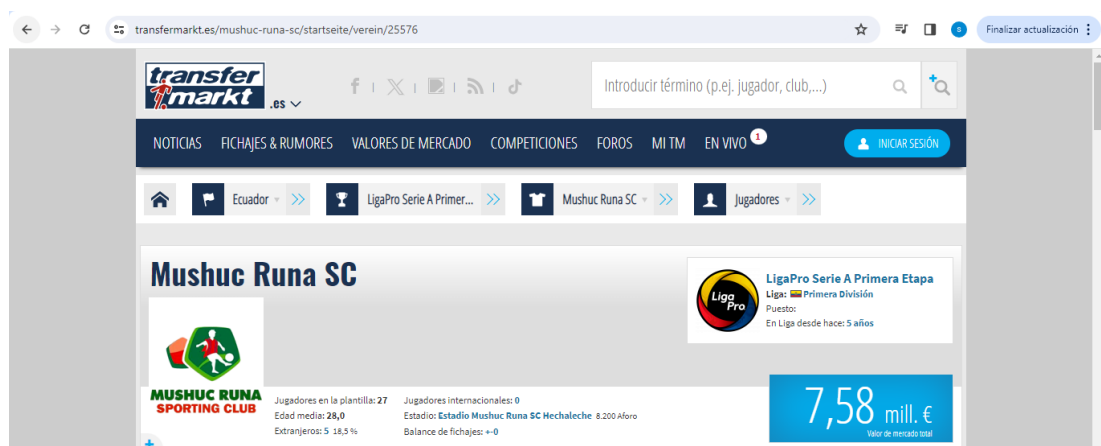 transfermarkt.es/mushuc-runa-sc/startseite/verein/25576
S
Finalizar actualización
transfer
markt .es
Introducir término (p.ej. jugador, club,...)
NOTICIAS FICHAJES & RUMORES VALORES DE MERCADO COMPETICIONES FOROS MI TM EN VIVO 1 INICIAR SESIÓN
Ecuador >> LigaPro Serie A Primer... >> Mushuc Runa SC >> Jugadores >>
Mushuc Runa SC
Liga
Pro
LigaPro Serie A Primera Etapa
Liga: Primera División
Puesto:
En Liga desde hace: 5 años
MUSHUC RUNA
SPORTING CLUB
Jugadores en la plantilla: 27
Edad media: 28,0
Extranjeros: 5 18,5 %
Jugadores internacionales: 0
Estadio: Estadio Mushuc Runa SC Hechaleche 8.200 Aforo
Balance de fichajes: +-0
7,58 mill. €
Valor de mercado total